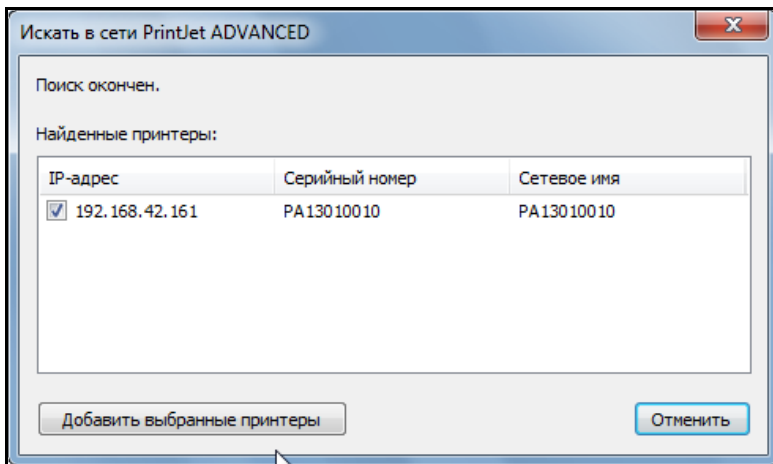 Искать в сети PrintJet ADVANCED
Поиск окончен.
Найденные принтеры:
IP-адрес Серийный номер Сетевое имя
192.168.42.161 PA13010010 PA13010010
Добавить выбранные принтеры Отменить